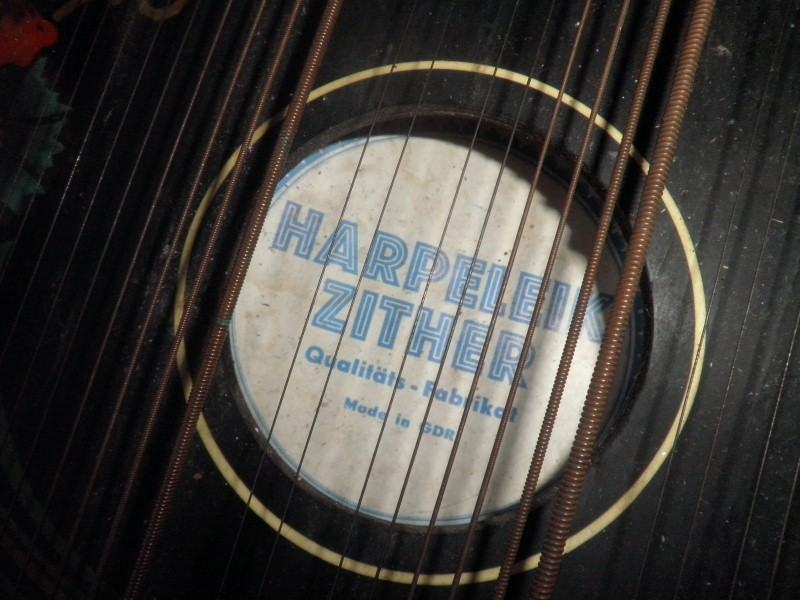 HARPELEIK
ZITHER
Qualitäts - Fabrikat
Made in GDR